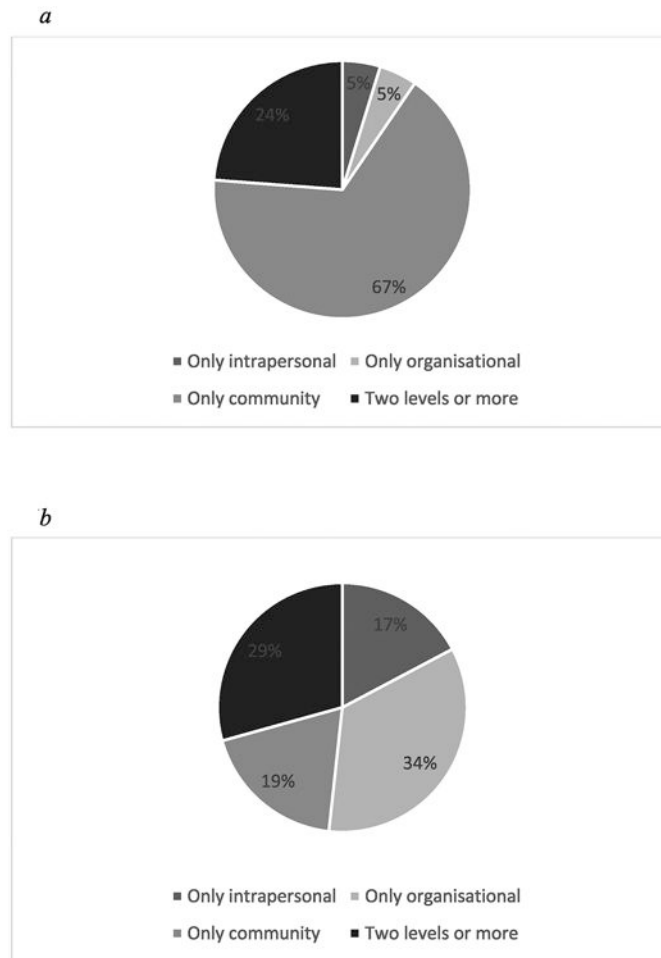 a
5%
5%
24%
67%
■ Only intrapersonal ■ Only organisational
■ Only community ■ Two levels or more
b
17%
29%
34%
19%
■ Only intrapersonal ■ Only organisational
■ Only community ■ Two levels or more